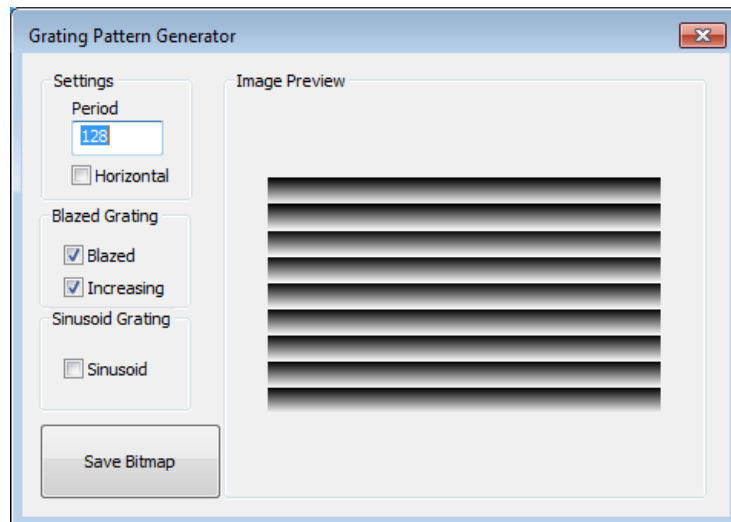 Grating Pattern Generator
Settings
Period
128
Horizontal
Blazed Grating
Blazed
Increasing
Sinusoid Grating
Sinusoid
Save Bitmap
Image Preview